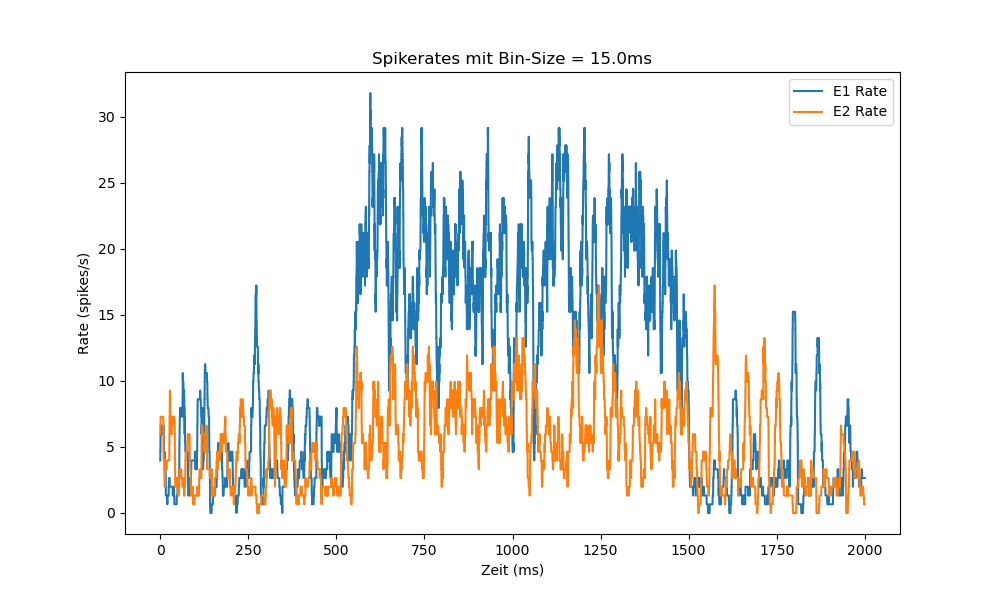 Spikerates mit Bin-Size = 15.0ms
E1 Rate
E2 Rate
Rate (spikes/s)
30
25
20
15
10
5
0
0 250 500 750 1000 1250 1500 1750 2000
Zeit (ms)